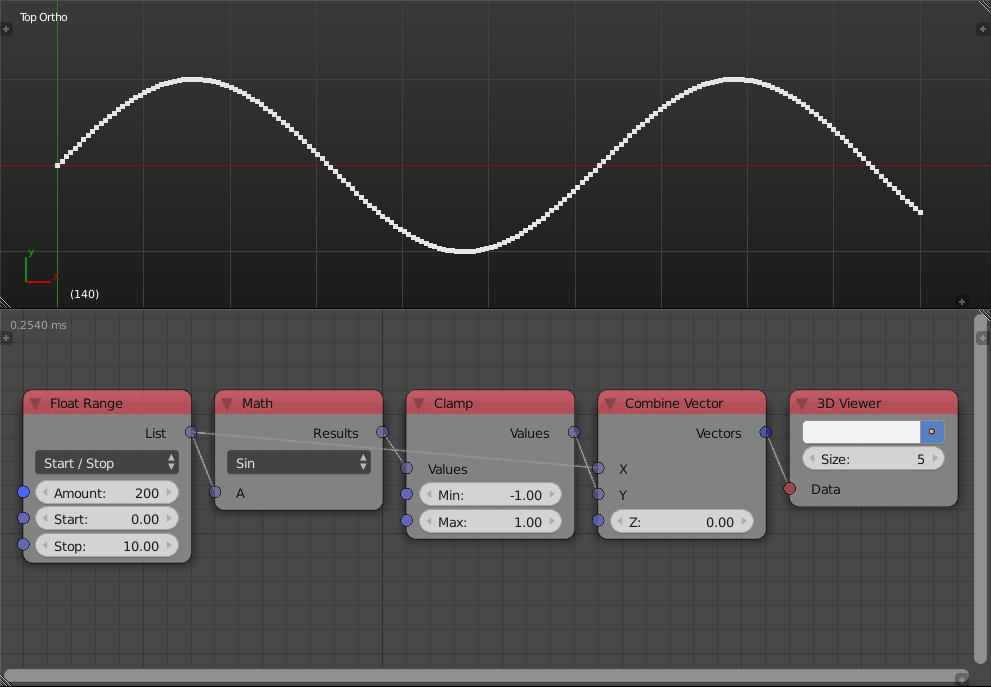 Top Ortho
y
x
(140)
0.2540 ms
Float Range
List
Start / Stop
Amount: 200
Start: 0.00
Stop: 10.00
Math
Results
Sin
A
Clamp
Values
Values
Min: -1.00
Max: 1.00
Combine Vector
Vectors
X
Y
Z: 0.00
3D Viewer
Size: 5
Data